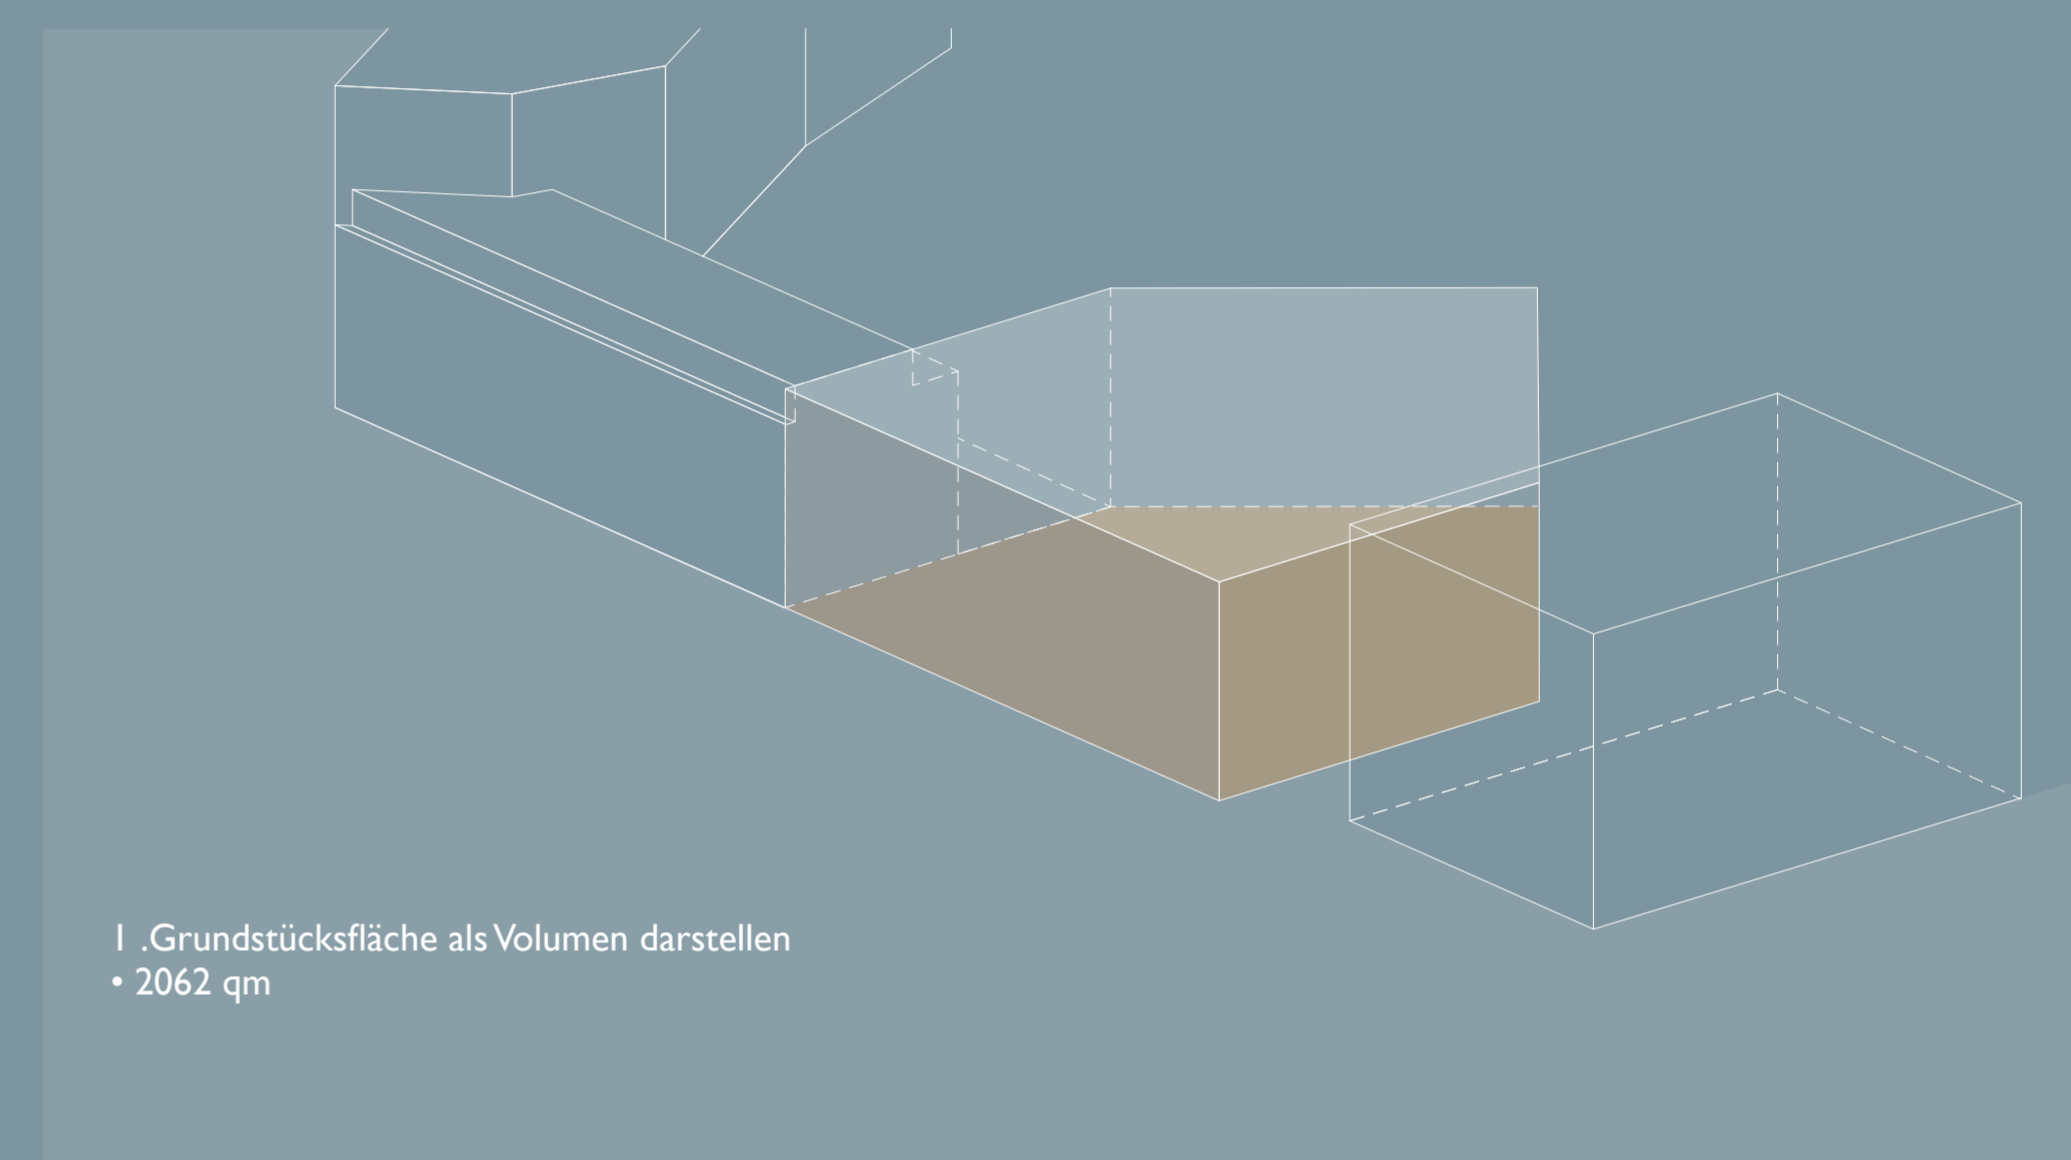 1 .Grundstücksfläche als Volumen darstellen
• 2062 qm